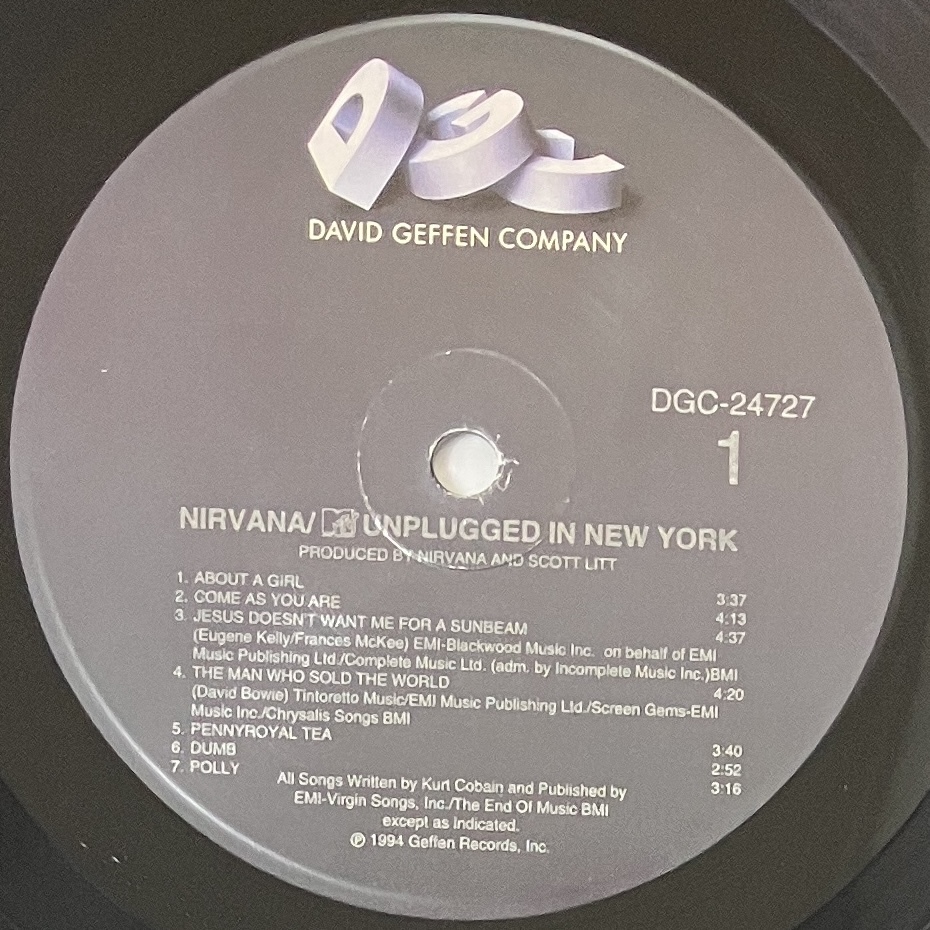 DGC
DAVID GEFFEN COMPANY
DGC-24727
1
NIRVANA/ MTV UNPLUGGED IN NEW YORK
PRODUCED BY NIRVANA AND SCOTT LITT
1. ABOUT A GIRL 3:37
2. COME AS YOU ARE 4:13
3. JESUS DOESN'T WANT ME FOR A SUNBEAM 4:37
(Eugene Kelly/Frances McKee) EMI-Blackwood Music Inc. on behalf of EMI
Music Publishing Ltd./Complete Music Ltd. (adm. by Incomplete Music Inc.)BMI
4. THE MAN WHO SOLD THE WORLD 4:20
(David Bowie) Tintoretto Music/EMI Music Publishing Ltd./Screen Gems-EMI
Music Inc./Chrysalis Songs BMI
5. PENNYROYAL TEA 3:40
6. DUMB 2:52
7. POLLY 3:16
All Songs Written by Kurt Cobain and Published by
EMI-Virgin Songs, Inc./The End Of Music BMI
except as indicated.
℗ 1994 Geffen Records, Inc.